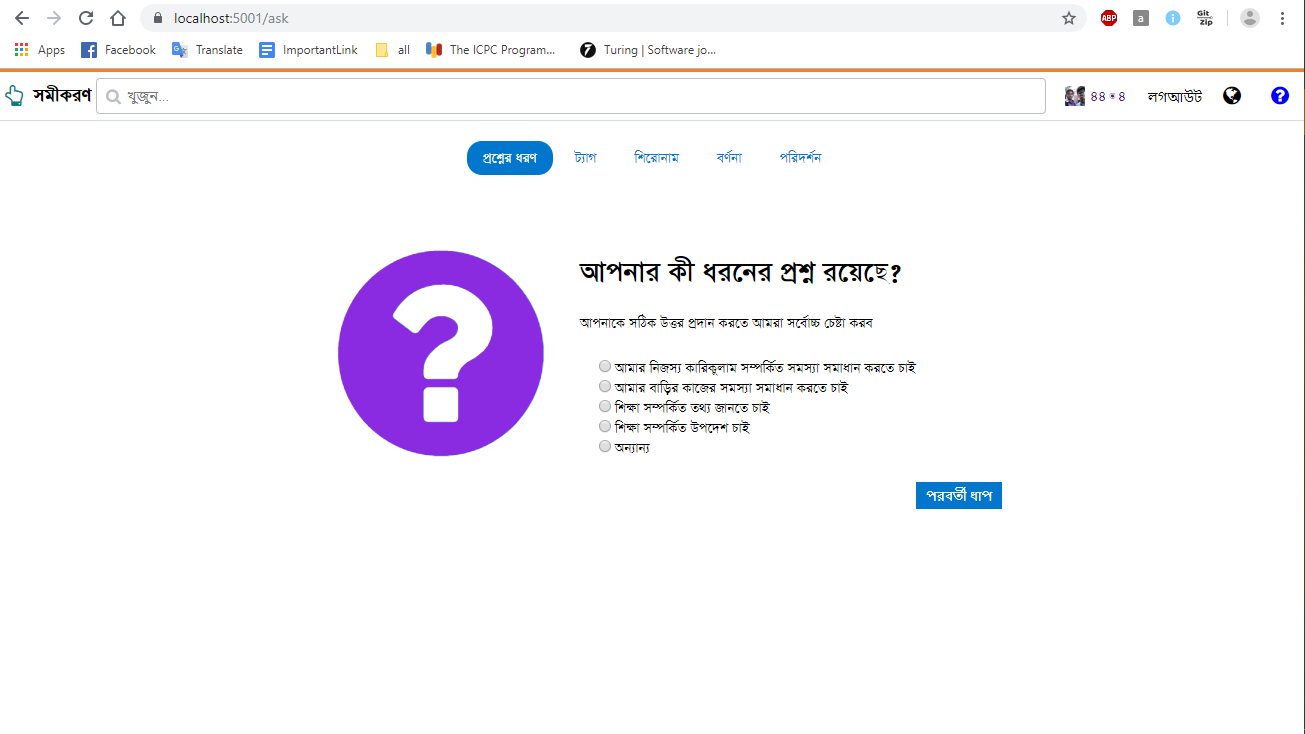 localhost:5001/ask
Apps Facebook Translate ImportantLink all The ICPC Program... Turing | Software jo...
ABP a i Git Zip
সমীকরণ খুজুন... 88 8 লগআউট
প্রশ্নের ধরণ ট্যাগ শিরোনাম বর্ণনা পরিদর্শন
আপনার কী ধরনের প্রশ্ন রয়েছে?
আপনাকে সঠিক উত্তর প্রদান করতে আমরা সর্বোচ্চ চেষ্টা করব
আমার নিজস্য কারিকুলাম সম্পর্কিত সমস্যা সমাধান করতে চাই
আমার বাড়ির কাজের সমস্যা সমাধান করতে চাই
শিক্ষা সম্পর্কিত তথ্য জানতে চাই
শিক্ষা সম্পর্কিত উপদেশ চাই
অন্যান্য
পরবর্তী ধাপ